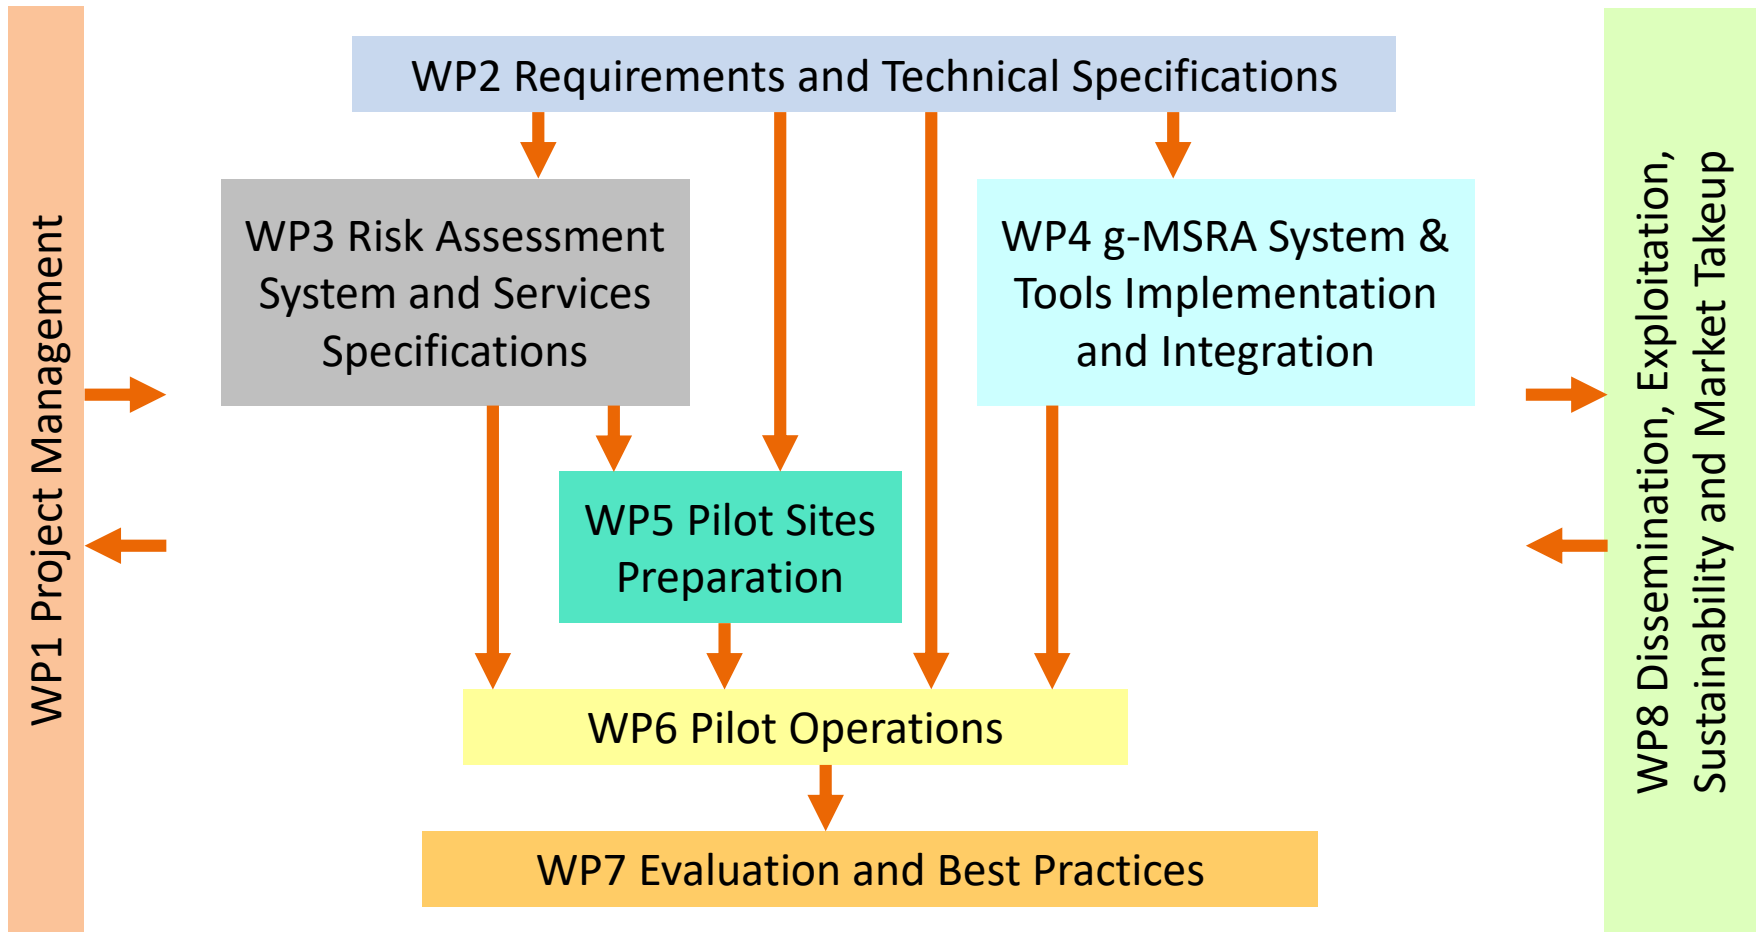 WP1 Project Management
WP2 Requirements and Technical Specifications
WP3 Risk Assessment
System and Services
Specifications
WP4 g-MSRA System &
Tools Implementation
and Integration
WP5 Pilot Sites
Preparation
WP6 Pilot Operations
WP7 Evaluation and Best Practices
WP8 Dissemination, Exploitation,
Sustainability and Market Takeup